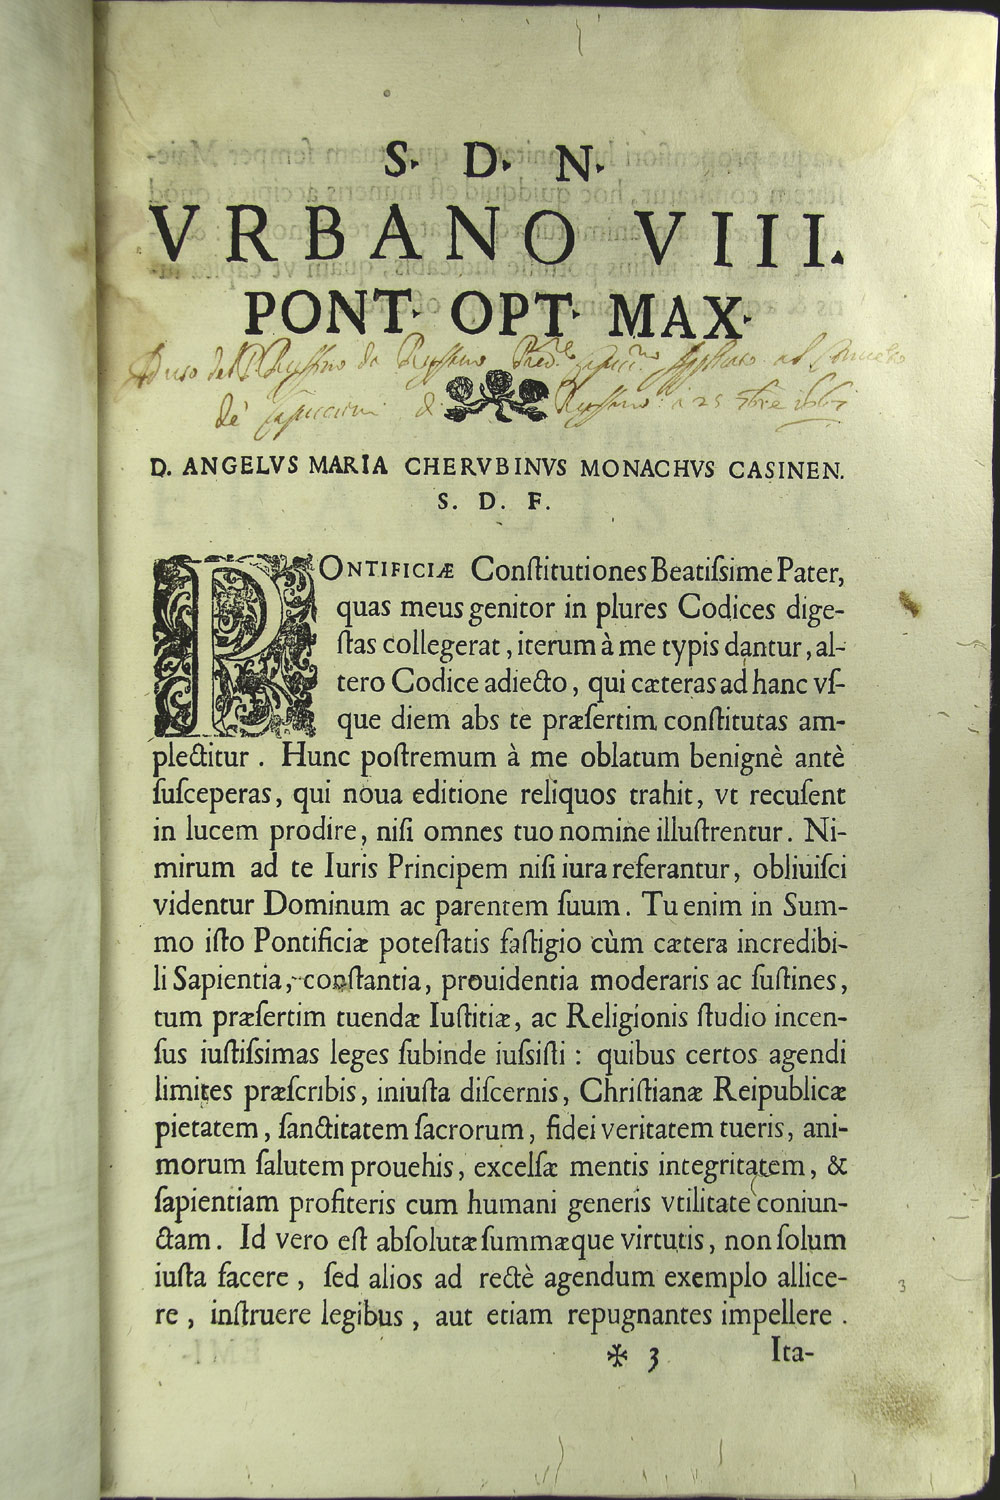 S. D. N.
VRBANO VIII.
PONT. OPT. MAX.
D. ANGELVS MARIA CHERVBINVS MONACHVS CASINEN.
S. D. F.
PONTIFICIÆ Conſtitutiones Beatiſsime Pater,
quas meus genitor in plures Codices dige-
ſtas collegerat, iterum à me typis dantur, al-
tero Codice adiecto, qui cæteras ad hanc vſ-
que diem abs te præſertim conſtitutas am-
plectitur. Hunc poſtremum à me oblatum benignè antè
ſuſceperas, qui noua editione reliquos trahit, vt recuſent
in lucem prodire, niſi omnes tuo nomine illuſtrentur. Ni-
mirum ad te Iuris Principem niſi iura referantur, obliuiſci
videntur Dominum ac parentem ſuum. Tu enim in Sum-
mo iſto Pontificiæ poteſtatis faſtigio cùm cætera incredibi-
li Sapientia, conſtantia, prouidentia moderaris ac ſuſtines,
tum præſertim tuendæ Iuſtitiæ, ac Religionis ſtudio incen-
ſus iuſtiſsimas leges ſubinde iuſsiſti: quibus certos agendi
limites præſcribis, iniuſta diſcernis, Chriſtianæ Reipublicæ
pietatem, ſanctitatem ſacrorum, fidei veritatem tueris, ani-
morum ſalutem prouehis, excelſæ mentis integritatem, &
ſapientiam profiteris cum humani generis vtilitate coniun-
ctam. Id vero eſt abſolutæ ſummæque virtutis, non ſolum
iuſta facere, ſed alios ad rectè agendum exemplo allice-
re, inſtruere legibus, aut etiam repugnantes impellere.
✠ 3 Ita-
3